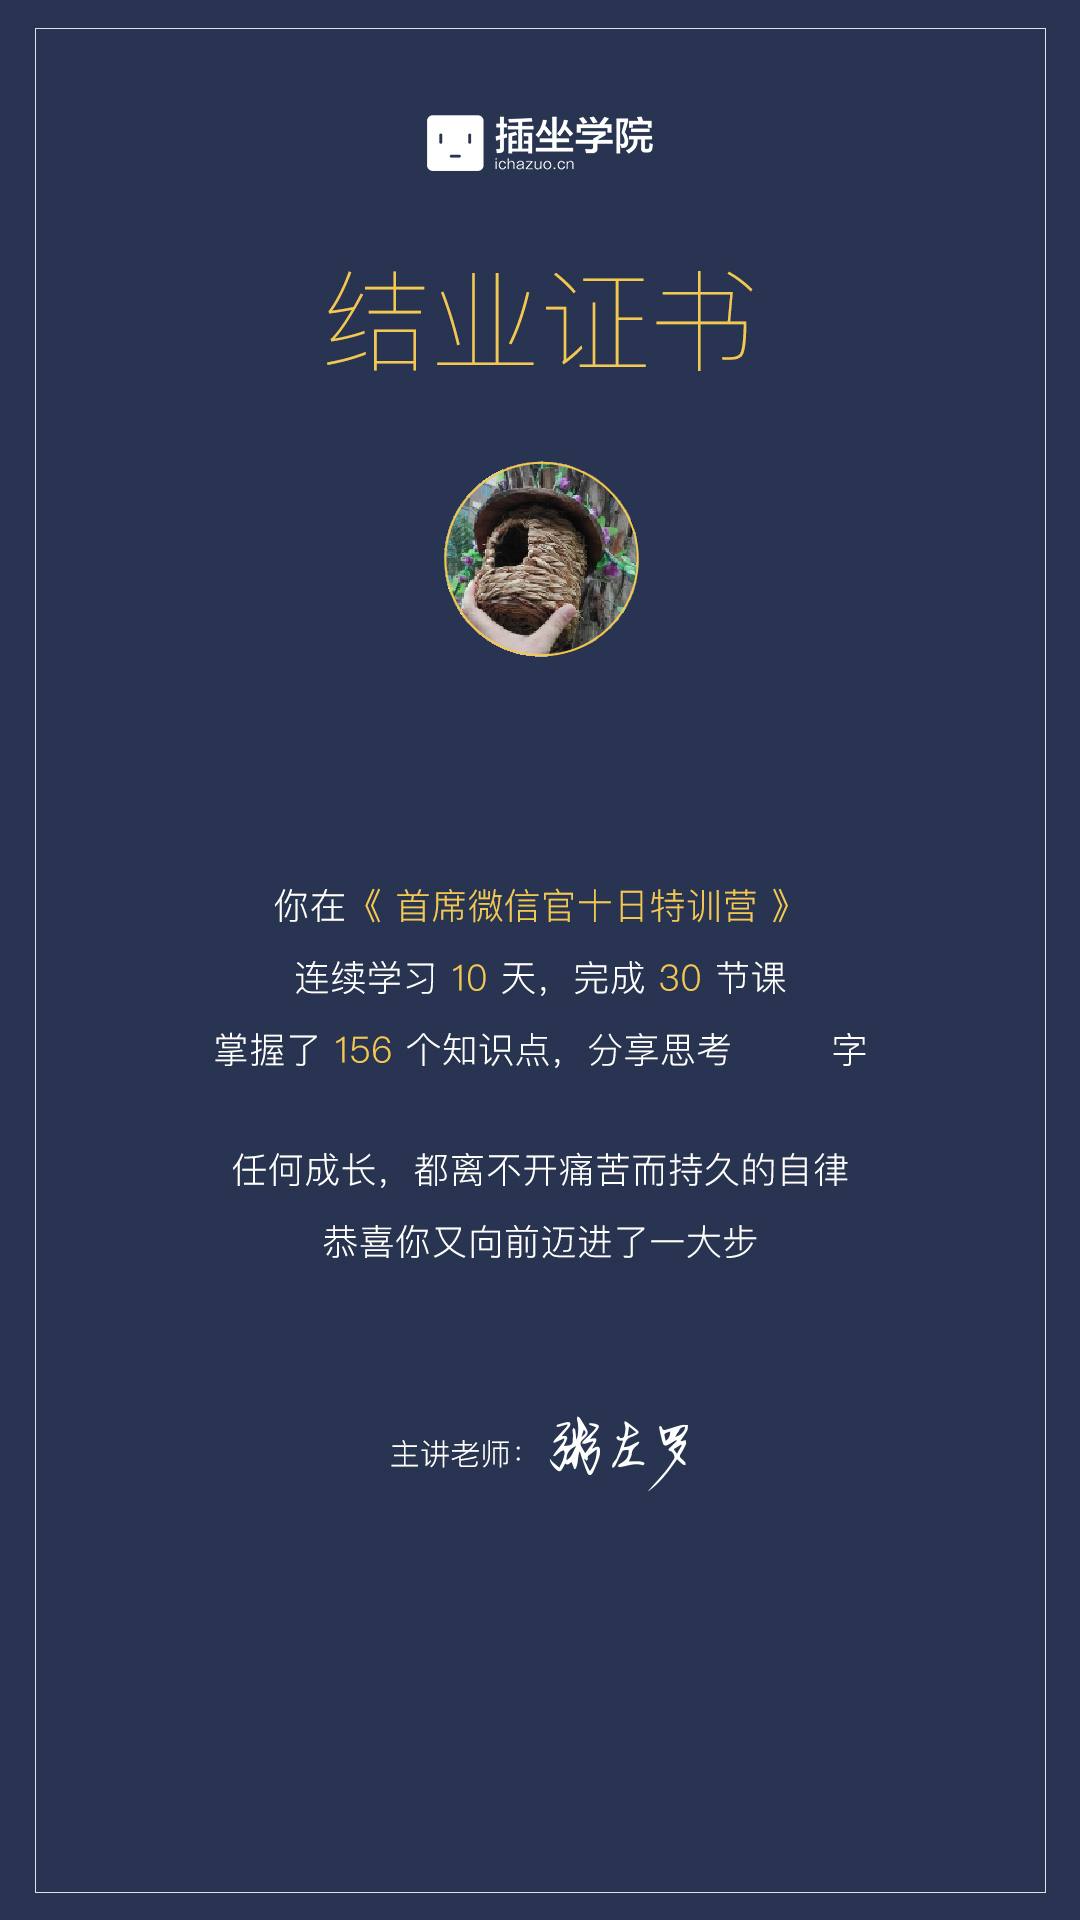 插坐学院
ichazuo.cn
结业证书
你在《 首席微信官十日特训营 》
连续学习 10 天，完成 30 节课
掌握了 156 个知识点，分享思考 字
任何成长，都离不开痛苦而持久的自律
恭喜你又向前迈进了一大步
主讲老师：粥左罗